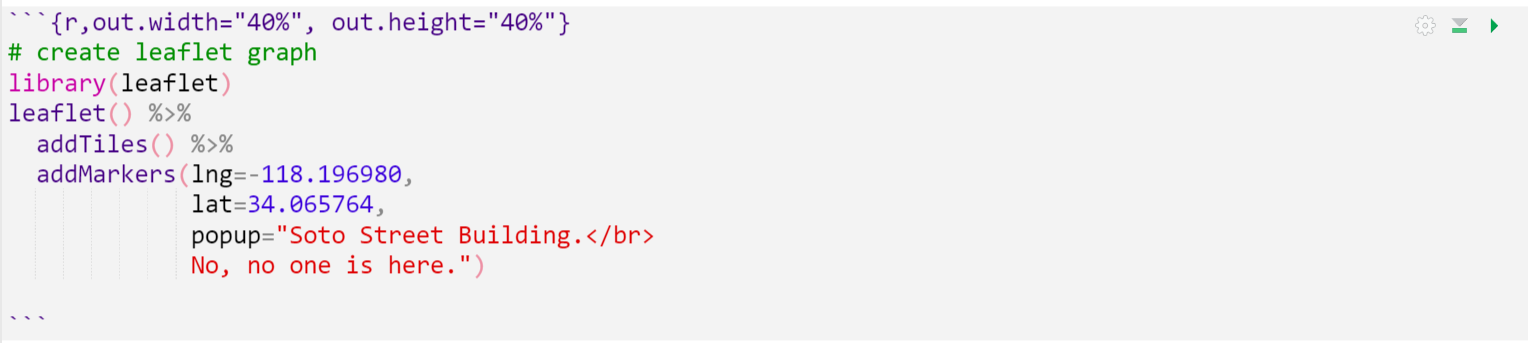 ```{r,out.width="40%", out.height="40%"}
# create leaflet graph
library(leaflet)
leaflet() %>%
  addTiles() %>%
  addMarkers(lng=-118.196980,
             lat=34.065764,
             popup="Soto Street Building.</br>
             No, no one is here.")
```